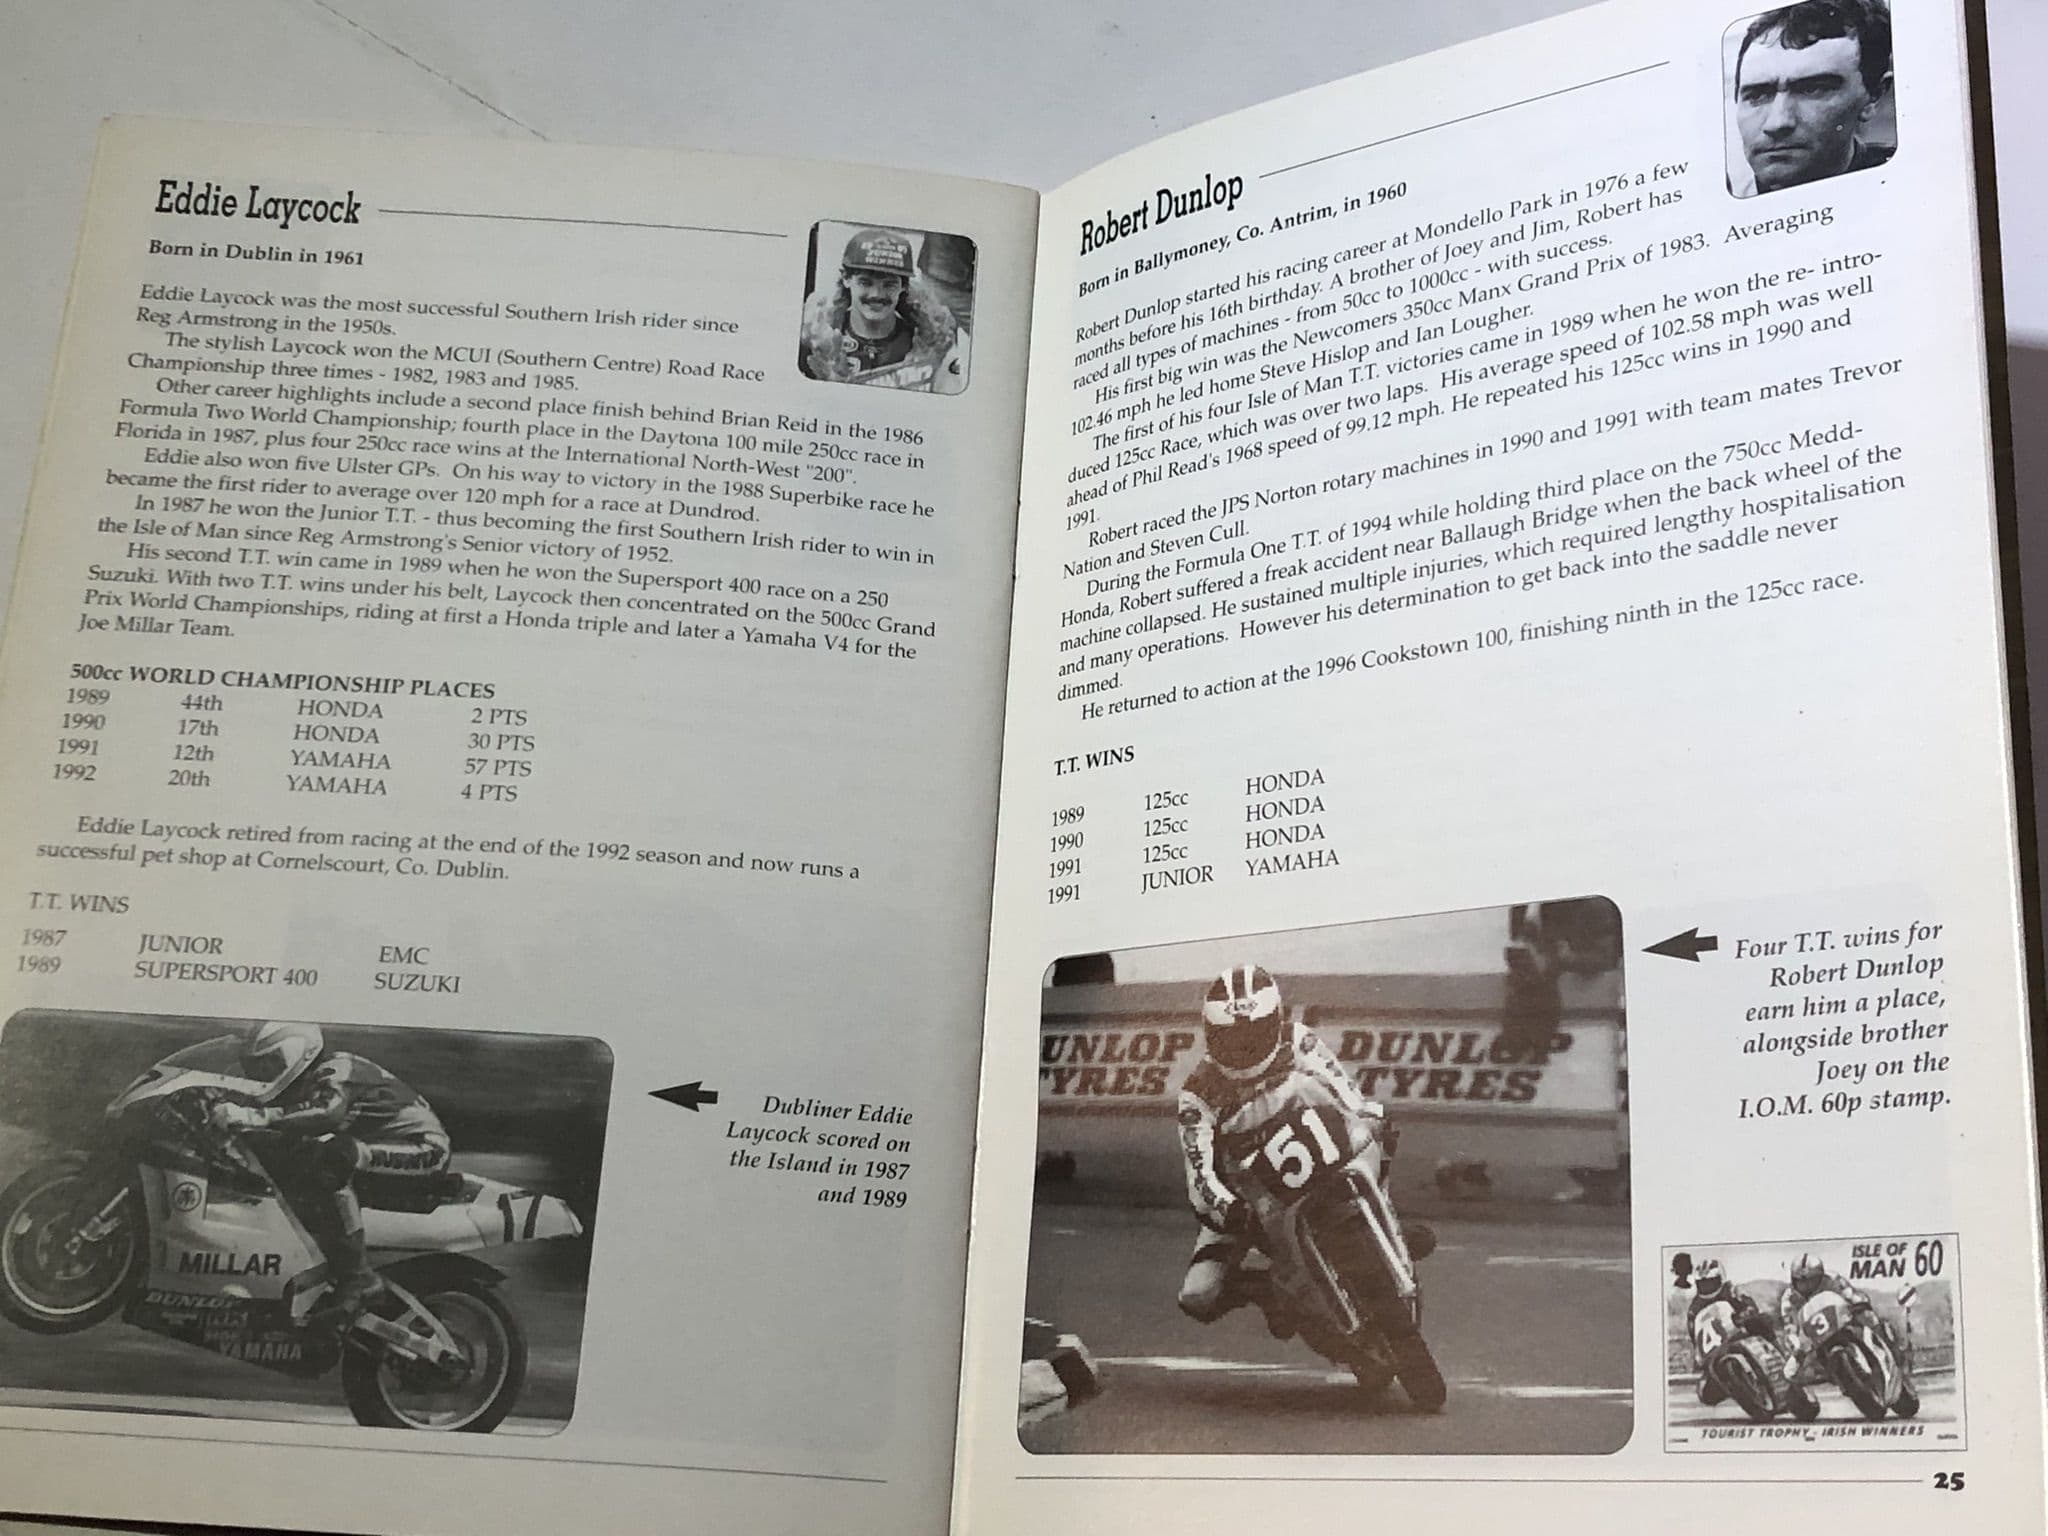 Eddie Laycock
Born in Dublin in 1961
Eddie Laycock was the most successful Southern Irish rider since
Reg Armstrong in the 1950s.
The stylish Laycock won the MCUI (Southern Centre) Road Race
Championship three times - 1982, 1983 and 1985.
Other career highlights include a second place finish behind Brian Reid in the 1986
Formula Two World Championship; fourth place in the Daytona 100 mile 250cc race in
Florida in 1987, plus four 250cc race wins at the International North-West "200".
Eddie also won five Ulster GPs. On his way to victory in the 1988 Superbike race he
became the first rider to average over 120 mph for a race at Dundrod.
In 1987 he won the Junior T.T. - thus becoming the first Southern Irish rider to win in
the Isle of Man since Reg Armstrong's Senior victory of 1952.
His second T.T. win came in 1989 when he won the Supersport 400 race on a 250
Suzuki. With two T.T. wins under his belt, Laycock then concentrated on the 500cc Grand
Prix World Championships, riding at first a Honda triple and later a Yamaha V4 for the
Joe Millar Team.
500cc WORLD CHAMPIONSHIP PLACES
1989 44th HONDA 2 PTS
1990 17th HONDA 30 PTS
1991 12th YAMAHA 57 PTS
1992 20th YAMAHA 4 PTS
Eddie Laycock retired from racing at the end of the 1992 season and now runs a
successful pet shop at Cornelscourt, Co. Dublin.
T.T. WINS
1987 JUNIOR EMC
1989 SUPERSPORT 400 SUZUKI
Dubliner Eddie
Laycock scored on
the Island in 1987
and 1989
17
MILLAR
DUNLOP
YAMAHA
Robert Dunlop
Born in Ballymoney, Co. Antrim, in 1960
Robert Dunlop started his racing career at Mondello Park in 1976 a few
months before his 16th birthday. A brother of Joey and Jim, Robert has
raced all types of machines - from 50cc to 1000cc - with success.
His first big win was the Newcomers 350cc Manx Grand Prix of 1983. Averaging
102.46 mph he led home Steve Hislop and Ian Lougher.
The first of his four Isle of Man T.T. victories came in 1989 when he won the re- intro-
duced 125cc Race, which was over two laps. His average speed of 102.58 mph was well
ahead of Phil Read's 1968 speed of 99.12 mph. He repeated his 125cc wins in 1990 and
1991.
Robert raced the JPS Norton rotary machines in 1990 and 1991 with team mates Trevor
Nation and Steven Cull.
During the Formula One T.T. of 1994 while holding third place on the 750cc Medd-
Honda, Robert suffered a freak accident near Ballaugh Bridge when the back wheel of the
machine collapsed. He sustained multiple injuries, which required lengthy hospitalisation
and many operations. However his determination to get back into the saddle never
dimmed.
He returned to action at the 1996 Cookstown 100, finishing ninth in the 125cc race.
T.T. WINS
1989 125cc HONDA
1990 125cc HONDA
1991 125cc HONDA
1991 JUNIOR YAMAHA
Four T.T. wins for
Robert Dunlop
earn him a place,
alongside brother
Joey on the
I.O.M. 60p stamp.
UNLOP DUNLOP
TYRES TYRES
51
ISLE OF
MAN 60
4 3
TOURIST TROPHY - IRISH WINNERS
25